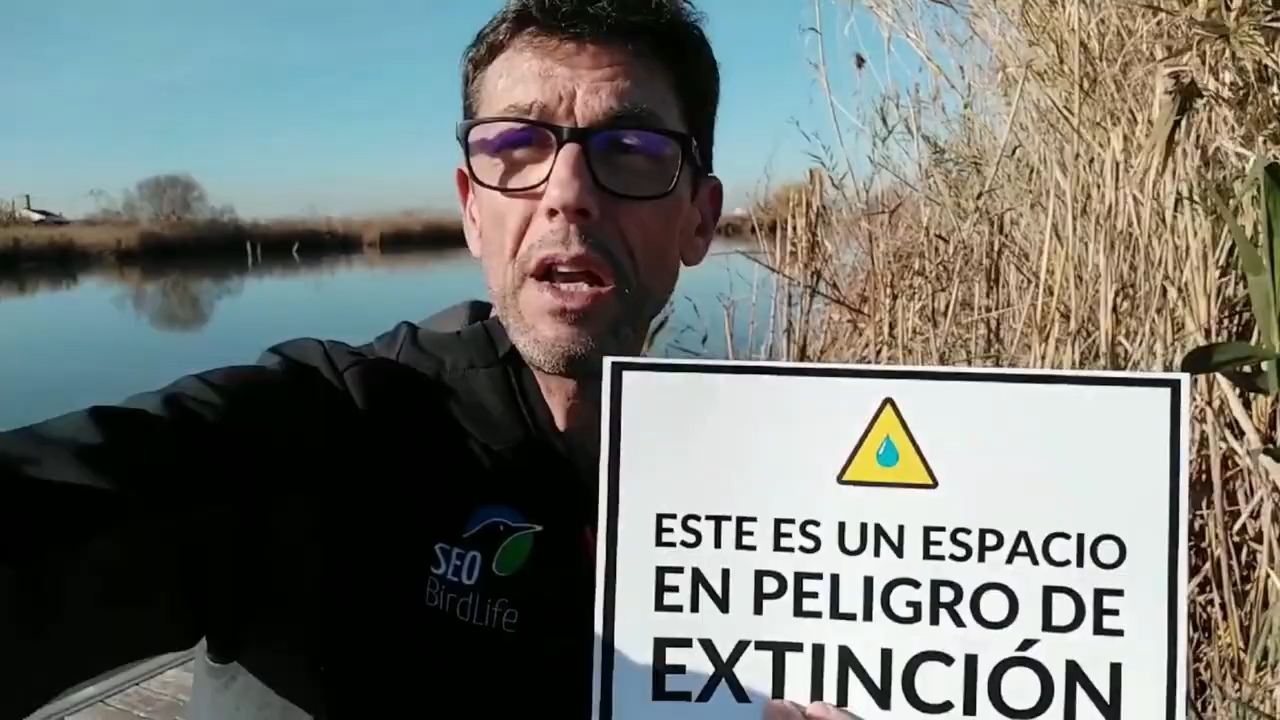 SEO
BirdLife
ESTE ES UN ESPACIO
EN PELIGRO DE
EXTINCIÓN